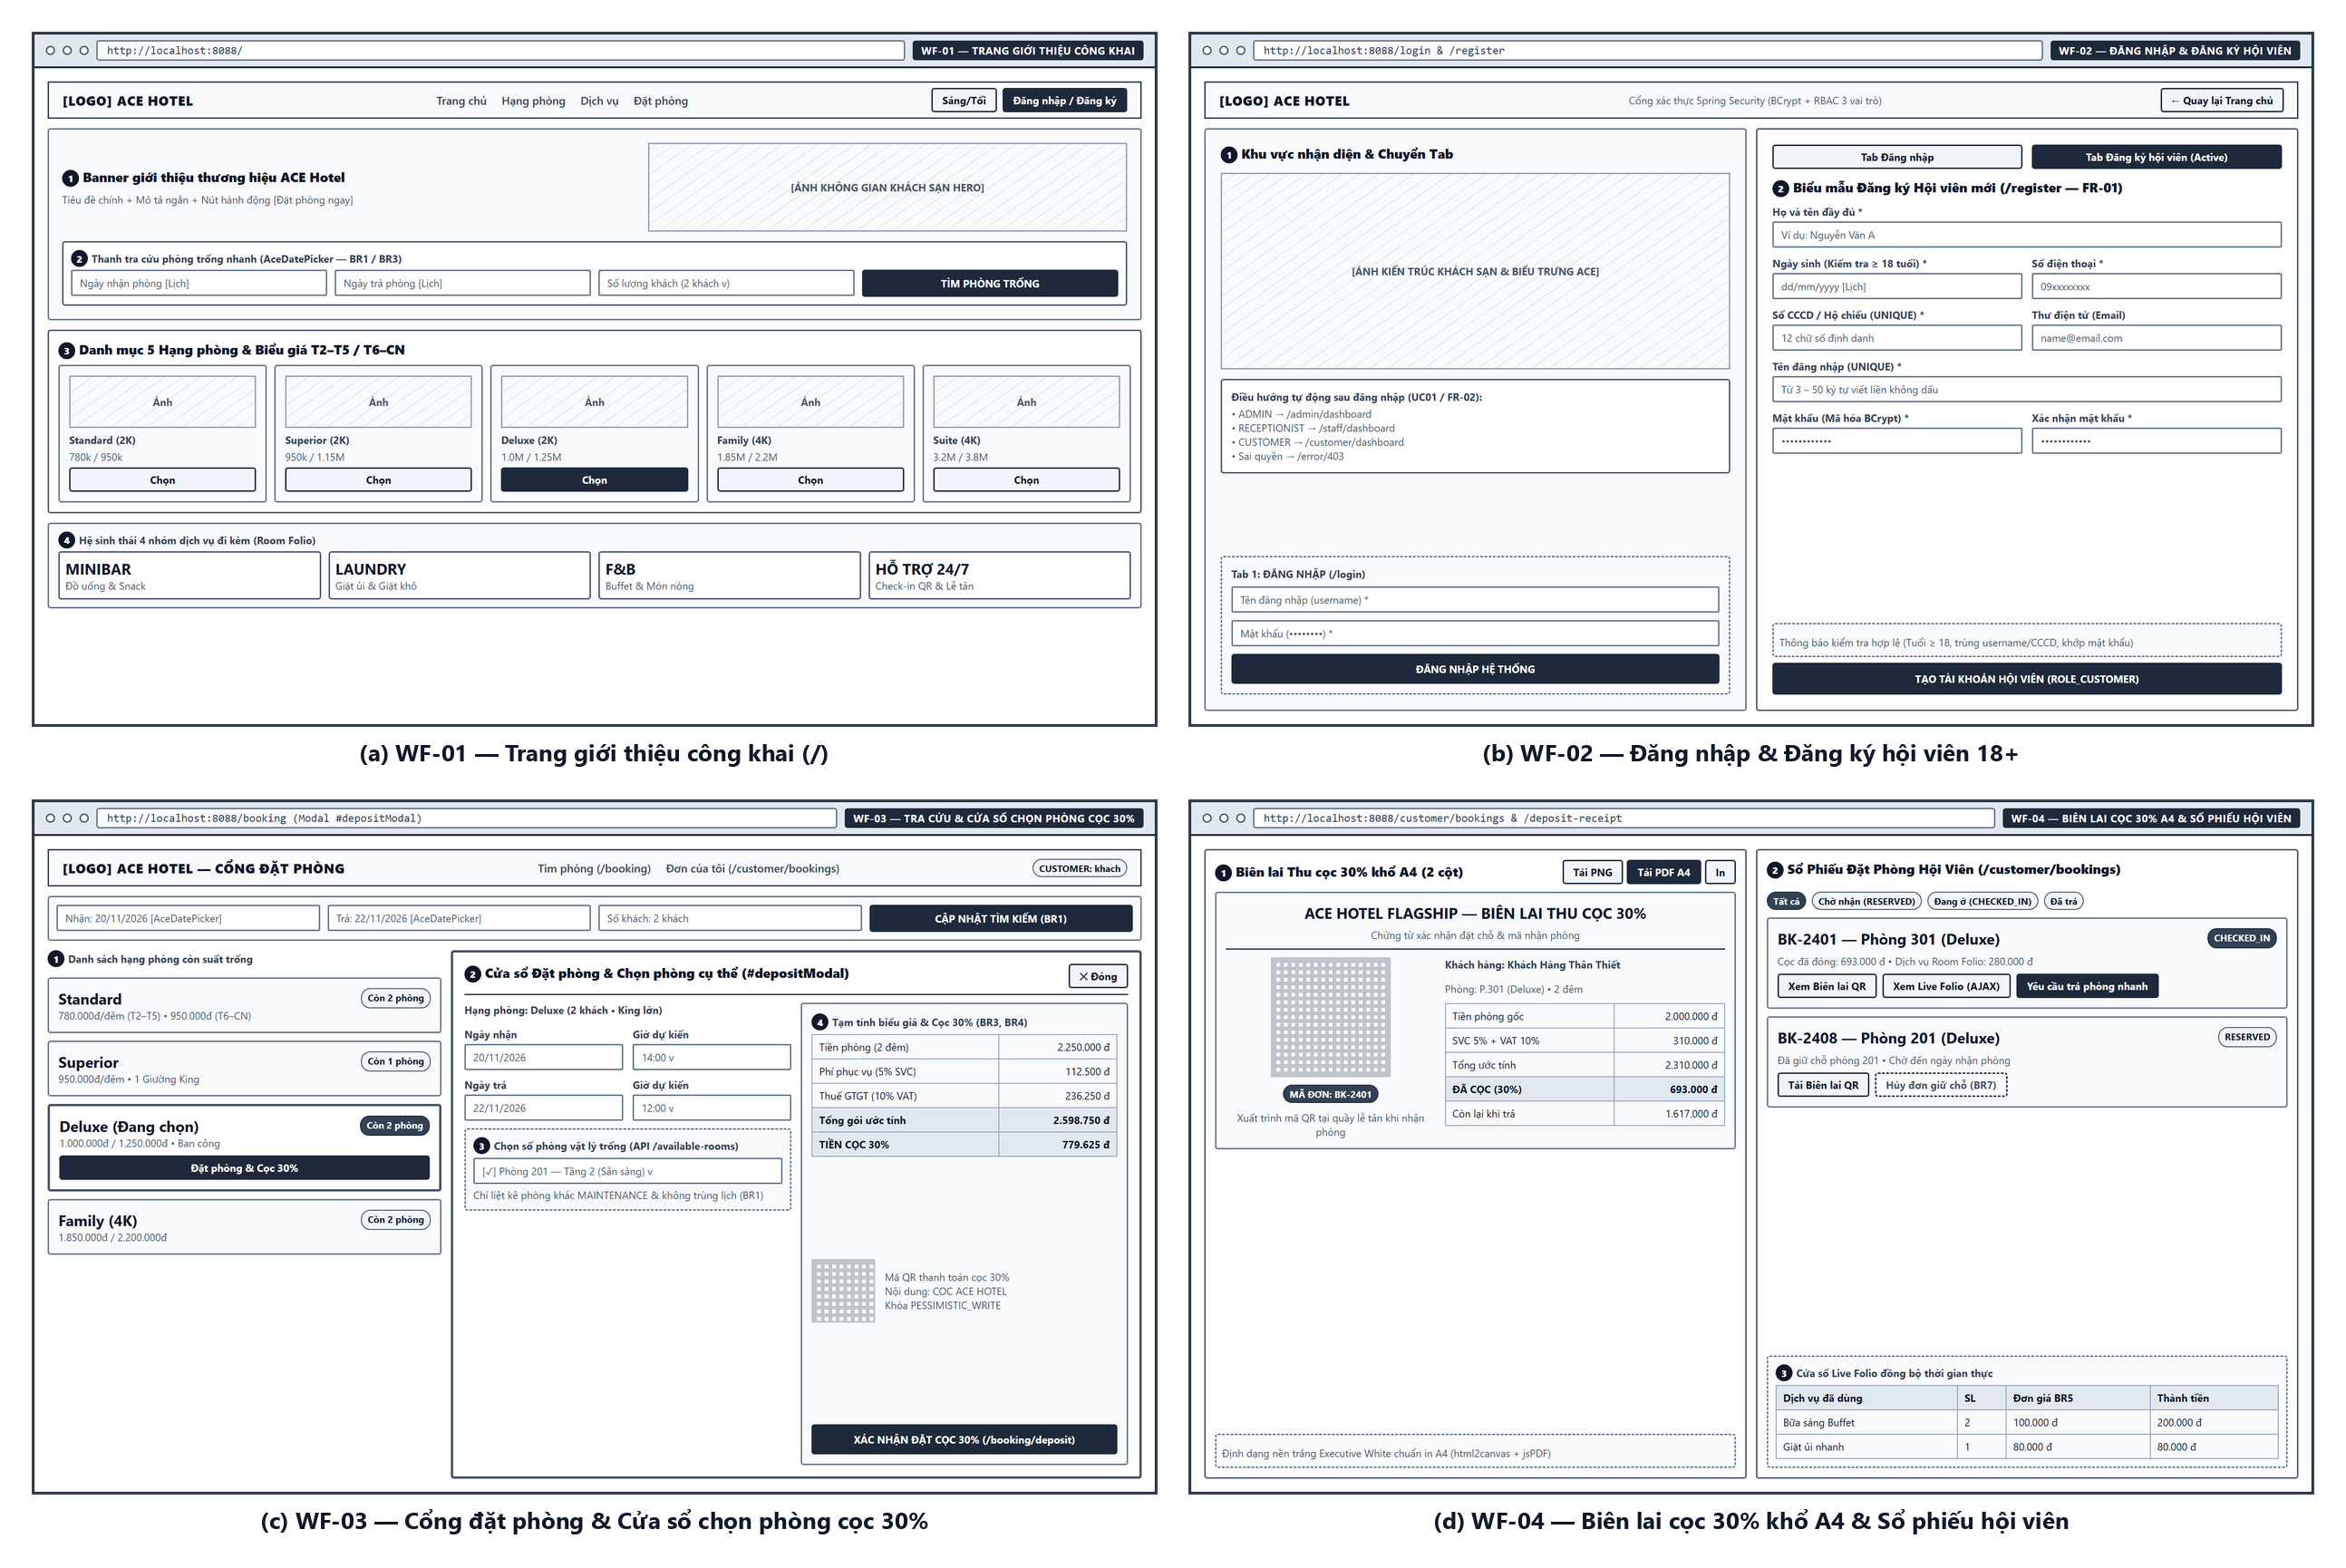 http://localhost:8088/
WF-01 — TRANG GIỚI THIỆU CÔNG KHAI
[LOGO] ACE HOTEL
Trang chủ Hạng phòng Dịch vụ Đặt phòng
Sáng/Tối
Đăng nhập / Đăng ký
1 Banner giới thiệu thương hiệu ACE Hotel
Tiêu đề chính + Mô tả ngắn + Nút hành động [Đặt phòng ngay]
[ẢNH KHÔNG GIAN KHÁCH SẠN HERO]
2 Thanh tra cứu phòng trống nhanh (AceDatePicker — BR1 / BR3)
Ngày nhận phòng [Lịch]
Ngày trả phòng [Lịch]
Số lượng khách (2 khách v)
TÌM PHÒNG TRỐNG
3 Danh mục 5 Hạng phòng & Biểu giá T2–T5 / T6–CN
Ảnh
Standard (2K)
780k / 950k
Chọn
Ảnh
Superior (2K)
950k / 1.15M
Chọn
Ảnh
Deluxe (2K)
1.0M / 1.25M
Chọn
Ảnh
Family (4K)
1.85M / 2.2M
Chọn
Ảnh
Suite (4K)
3.2M / 3.8M
Chọn
4 Hệ sinh thái 4 nhóm dịch vụ đi kèm (Room Folio)
MINIBAR
Đồ uống & Snack
LAUNDRY
Giặt ủi & Giặt khô
F&B
Buffet & Món nóng
HỖ TRỢ 24/7
Check-in QR & Lễ tân
(a) WF-01 — Trang giới thiệu công khai (/)
http://localhost:8088/login & /register
WF-02 — ĐĂNG NHẬP & ĐĂNG KÝ HỘI VIÊN
[LOGO] ACE HOTEL
Cổng xác thực Spring Security (BCrypt + RBAC 3 vai trò)
← Quay lại Trang chủ
1 Khu vực nhận diện & Chuyển Tab
[ẢNH KIẾN TRÚC KHÁCH SẠN & BIỂU TRƯNG ACE]
Điều hướng tự động sau đăng nhập (UC01 / FR-02):
• ADMIN → /admin/dashboard
• RECEPTIONIST → /staff/dashboard
• CUSTOMER → /customer/dashboard
• Sai quyền → /error/403
Tab 1: ĐĂNG NHẬP (/login)
Tên đăng nhập (username) *
Mật khẩu (••••••••) *
ĐĂNG NHẬP HỆ THỐNG
Tab Đăng nhập
Tab Đăng ký hội viên (Active)
2 Biểu mẫu Đăng ký Hội viên mới (/register — FR-01)
Họ và tên đầy đủ *
Ví dụ: Nguyễn Văn A
Ngày sinh (Kiểm tra ≥ 18 tuổi) *
dd/mm/yyyy [Lịch]
Số điện thoại *
09xxxxxxxx
Số CCCD / Hộ chiếu (UNIQUE) *
12 chữ số định danh
Thư điện tử (Email)
name@email.com
Tên đăng nhập (UNIQUE) *
Từ 3 – 50 ký tự viết liền không dấu
Mật khẩu (Mã hóa BCrypt) *
••••••••••••
Xác nhận mật khẩu *
••••••••••••
Thông báo kiểm tra hợp lệ (Tuổi ≥ 18, trùng username/CCCD, khớp mật khẩu)
TẠO TÀI KHOẢN HỘI VIÊN (ROLE_CUSTOMER)
(b) WF-02 — Đăng nhập & Đăng ký hội viên 18+
http://localhost:8088/booking (Modal #depositModal)
WF-03 — TRA CỨU & CỬA SỔ CHỌN PHÒNG CỌC 30%
[LOGO] ACE HOTEL — CỔNG ĐẶT PHÒNG
Tìm phòng (/booking) Đơn của tôi (/customer/bookings)
CUSTOMER: khach
Nhận: 20/11/2026 [AceDatePicker]
Trả: 22/11/2026 [AceDatePicker]
Số khách: 2 khách
CẬP NHẬT TÌM KIẾM (BR1)
1 Danh sách hạng phòng còn suất trống
Standard
Còn 2 phòng
780.000đ/đêm (T2–T5) • 950.000đ (T6–CN)
Superior
Còn 1 phòng
950.000đ/đêm • 1 Giường King
Deluxe (Đang chọn)
Còn 2 phòng
1.000.000đ / 1.250.000đ • Ban công
Đặt phòng & Cọc 30%
Family (4K)
Còn 2 phòng
1.850.000đ / 2.200.000đ
2 Cửa sổ Đặt phòng & Chọn phòng cụ thể (#depositModal)
✕ Đóng
Hạng phòng: Deluxe (2 khách • King lớn)
Ngày nhận
20/11/2026
Giờ dự kiến
14:00 v
Ngày trả
22/11/2026
Giờ dự kiến
12:00 v
3 Chọn số phòng vật lý trống (API /available-rooms)
[✓] Phòng 201 — Tầng 2 (Sẵn sàng) v
Chỉ liệt kê phòng khác MAINTENANCE & không trùng lịch (BR1)
4 Tạm tính biểu giá & Cọc 30% (BR3, BR4)
Tiền phòng (2 đêm) 2.250.000 đ
Phí phục vụ (5% SVC) 112.500 đ
Thuế GTGT (10% VAT) 236.250 đ
Tổng gói ước tính 2.598.750 đ
TIỀN CỌC 30% 779.625 đ
Mã QR thanh toán cọc 30%
Nội dung: COC ACE HOTEL
Khóa PESSIMISTIC_WRITE
XÁC NHẬN ĐẶT CỌC 30% (/booking/deposit)
(c) WF-03 — Cổng đặt phòng & Cửa sổ chọn phòng cọc 30%
http://localhost:8088/customer/bookings & /deposit-receipt
WF-04 — BIÊN LAI CỌC 30% A4 & SỔ PHIẾU HỘI VIÊN
1 Biên lai Thu cọc 30% khổ A4 (2 cột)
Tải PNG
Tải PDF A4
In
ACE HOTEL FLAGSHIP — BIÊN LAI THU CỌC 30%
Chứng từ xác nhận đặt chỗ & mã nhận phòng
MÃ ĐƠN: BK-2401
Xuất trình mã QR tại quầy lễ tân khi nhận
phòng
Khách hàng: Khách Hàng Thân Thiết
Phòng: P.301 (Deluxe) • 2 đêm
Tiền phòng gốc 2.000.000 đ
SVC 5% + VAT 10% 310.000 đ
Tổng ước tính 2.310.000 đ
ĐÃ CỌC (30%) 693.000 đ
Còn lại khi trả 1.617.000 đ
Định dạng nền trắng Executive White chuẩn in A4 (html2canvas + jsPDF)
2 Sổ Phiếu Đặt Phòng Hội Viên (/customer/bookings)
Tất cả
Chờ nhận (RESERVED)
Đang ở (CHECKED_IN)
Đã trả
BK-2401 — Phòng 301 (Deluxe)
CHECKED_IN
Cọc đã đóng: 693.000 đ • Dịch vụ Room Folio: 280.000 đ
Xem Biên lai QR
Xem Live Folio (AJAX)
Yêu cầu trả phòng nhanh
BK-2408 — Phòng 201 (Deluxe)
RESERVED
Đã giữ chỗ phòng 201 • Chờ đến ngày nhận phòng
Tải Biên lai QR
Hủy đơn giữ chỗ (BR7)
3 Cửa sổ Live Folio đồng bộ thời gian thực
Dịch vụ đã dùng SL Đơn giá BR5 Thành tiền
Bữa sáng Buffet 2 100.000 đ 200.000 đ
Giặt ủi nhanh 1 80.000 đ 80.000 đ
(d) WF-04 — Biên lai cọc 30% khổ A4 & Sổ phiếu hội viên